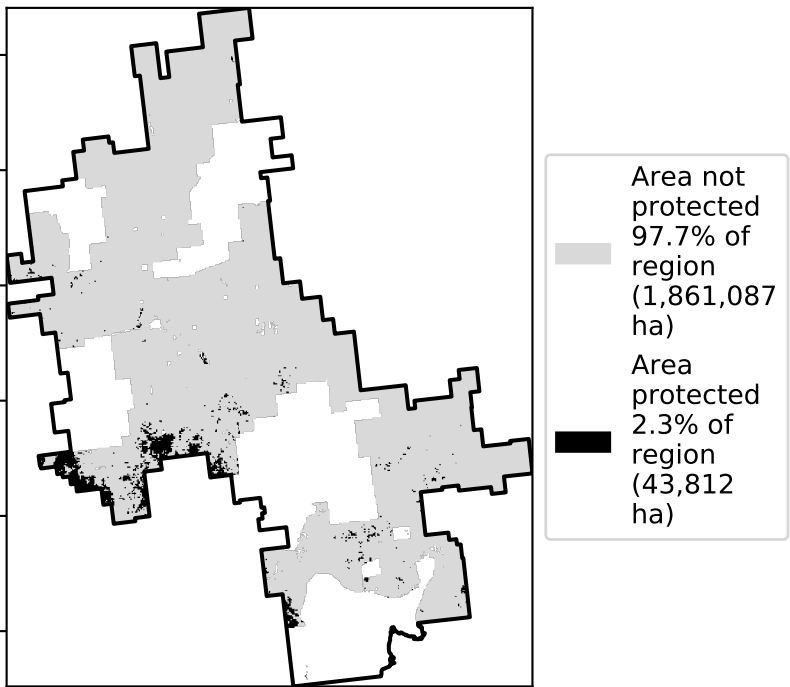 Area not
protected
97.7% of
region
(1,861,087
ha)
Area
protected
2.3% of
region
(43,812
ha)